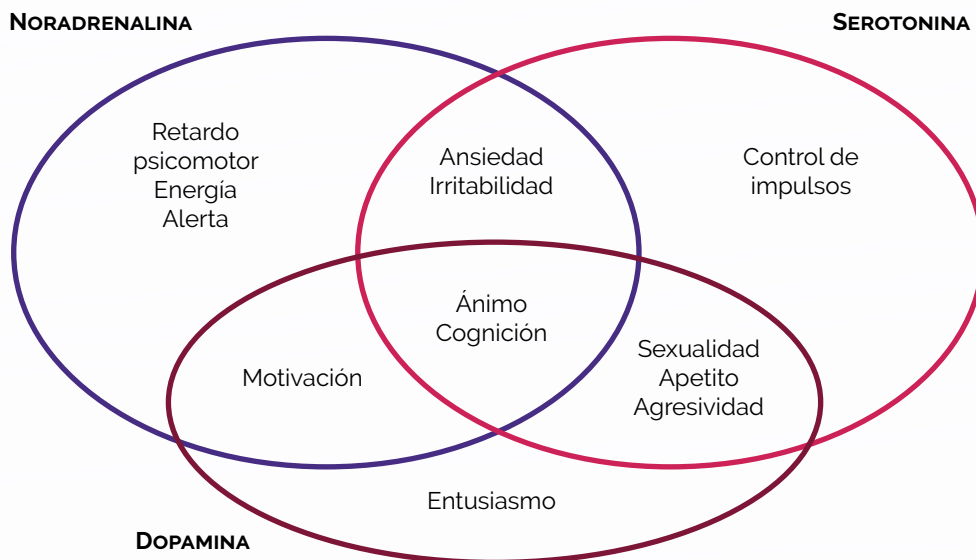 NORADRENALINA
SEROTONINA
Retardo
psicomotor
Energía
Alerta
Ansiedad
Irritabilidad
Control de
impulsos
Ánimo
Cognición
Motivación
Sexualidad
Apetito
Agresividad
Entusiasmo
DOPAMINA